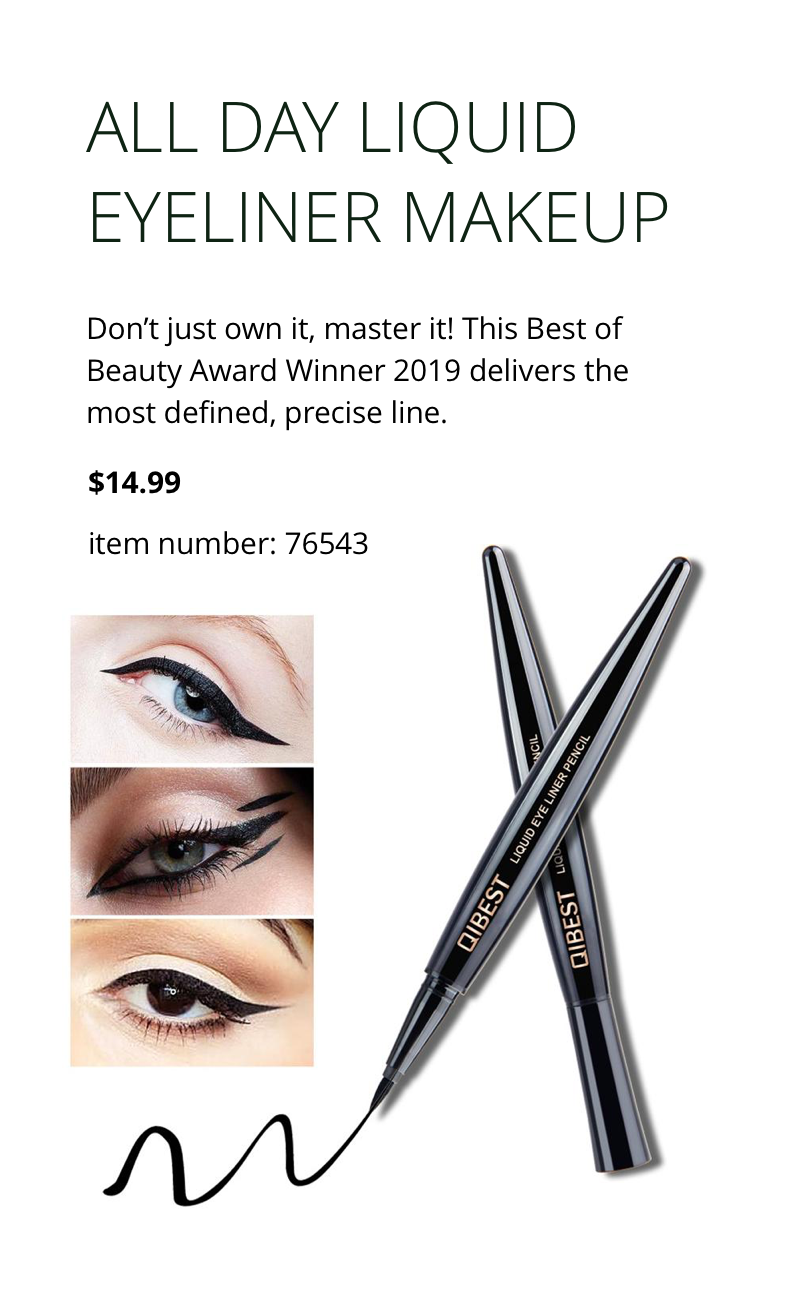 ALL DAY LIQUID
EYELINER MAKEUP
Don’t just own it, master it! This Best of
Beauty Award Winner 2019 delivers the
most defined, precise line.
$14.99
item number: 76543
QIBEST LIQUID EYE LINER PENCIL
QIBEST